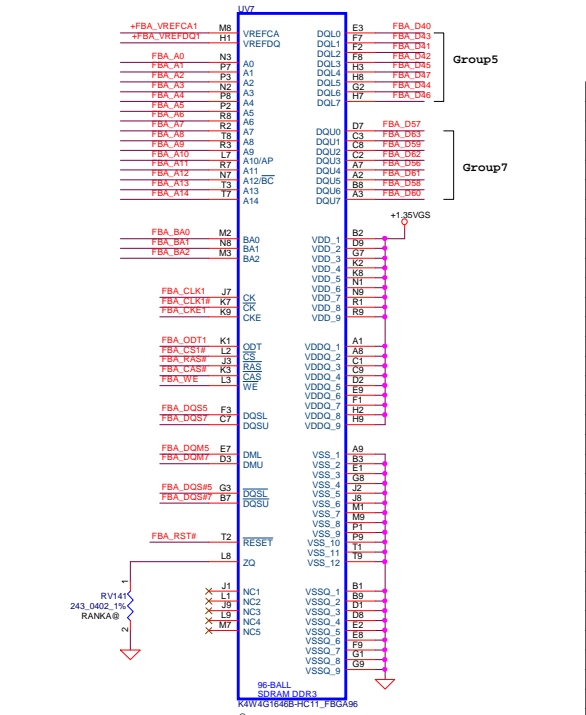 UV7
+FBA_VREFCA1 M8 VREFCA
+FBA_VREFDQ1 H1 VREFDQ
FBA_A0 N3 A0
FBA_A1 P7 A1
FBA_A2 P3 A2
FBA_A3 N2 A3
FBA_A4 P8 A4
FBA_A5 P2 A5
FBA_A6 R8 A6
FBA_A7 R2 A7
FBA_A8 T8 A8
FBA_A9 R3 A9
FBA_A10 L7 A10/AP
FBA_A11 R7 A11
FBA_A12 N7 A12/BC
FBA_A13 T3 A13
FBA_A14 T7 A14
FBA_BA0 M2 BA0
FBA_BA1 N8 BA1
FBA_BA2 M3 BA2
FBA_CLK1 J7 CK
FBA_CLK1# K7 CK
FBA_CKE1 K9 CKE
FBA_ODT1 K1 ODT
FBA_CS1# L2 CS
FBA_RAS# J3 RAS
FBA_CAS# K3 CAS
FBA_WE L3 WE
FBA_DQS5 F3 DQSL
FBA_DQS7 C7 DQSU
FBA_DQM5 E7 DML
FBA_DQM7 D3 DMU
FBA_DQS#5 G3 DQSL
FBA_DQS#7 B7 DQSU
FBA_RST# T2 RESET
L8 ZQ
1
RV141
243_0402_1%
RANKA@
2
J1 NC1
L1 NC2
J9 NC3
L9 NC4
M7 NC5
DQL0 E3 FBA_D40
DQL1 F7 FBA_D43
DQL2 F2 FBA_D41
DQL3 F8 FBA_D42
DQL4 H3 FBA_D45
DQL5 H8 FBA_D47
DQL6 G2 FBA_D44
DQL7 H7 FBA_D46
Group5
DQU0 D7 FBA_D57
DQU1 C3 FBA_D63
DQU2 C8 FBA_D59
DQU3 C2 FBA_D62
DQU4 A7 FBA_D56
DQU5 A2 FBA_D61
DQU6 B8 FBA_D58
DQU7 A3 FBA_D60
Group7
+1.35VGS
VDD_1 B2
VDD_2 D9
VDD_3 G7
VDD_4 K2
VDD_5 K8
VDD_6 N1
VDD_7 N9
VDD_8 R1
VDD_9 R9
VDDQ_1 A1
VDDQ_2 A8
VDDQ_3 C1
VDDQ_4 C9
VDDQ_5 D2
VDDQ_6 E9
VDDQ_7 F1
VDDQ_8 H2
VDDQ_9 H9
VSS_1 A9
VSS_2 B3
VSS_3 E1
VSS_4 G8
VSS_5 J2
VSS_6 J8
VSS_7 M1
VSS_8 M9
VSS_9 P1
VSS_10 P9
VSS_11 T1
VSS_12 T9
VSSQ_1 B1
VSSQ_2 B9
VSSQ_3 D1
VSSQ_4 D8
VSSQ_5 E2
VSSQ_6 E8
VSSQ_7 F9
VSSQ_8 G1
VSSQ_9 G9
96-BALL
SDRAM DDR3
K4W4G1646B-HC11_FBGA96